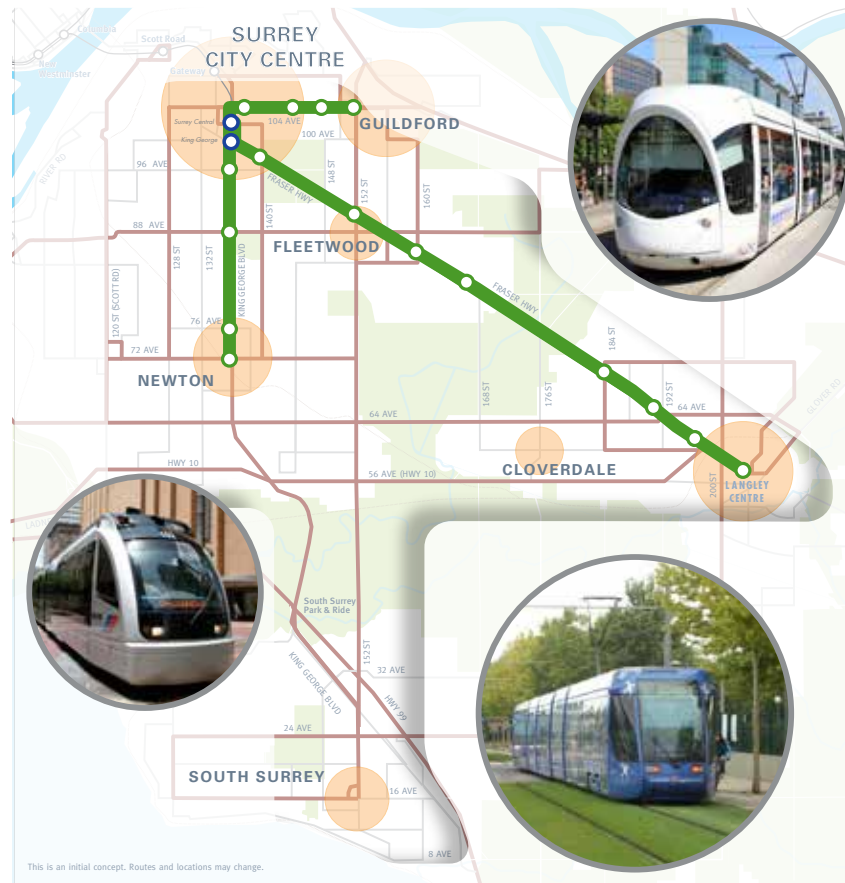 Columbia
Scott Road
New
Westminster
Gateway
SURREY
CITY CENTRE
Surrey Central
King George
104 AVE
100 AVE
GUILDFORD
RIVER RD
96 AVE
FRASER HWY
148 ST
152 ST
160 ST
140 ST
88 AVE
FLEETWOOD
128 ST
132 ST
KING GEORGE BLVD
120 ST (SCOTT RD)
FRASER HWY
76 AVE
72 AVE
NEWTON
184 ST
168 ST
176 ST
192 ST
64 AVE
64 AVE
GLOVER RD
HWY 10
56 AVE (HWY 10)
CLOVERDALE
200 ST
LANGLEY
CENTRE
South Surrey
Park & Ride
152 ST
KING GEORGE BLVD
32 AVE
HWY 99
24 AVE
SOUTH SURREY
16 AVE
8 AVE
This is an initial concept. Routes and locations may change.